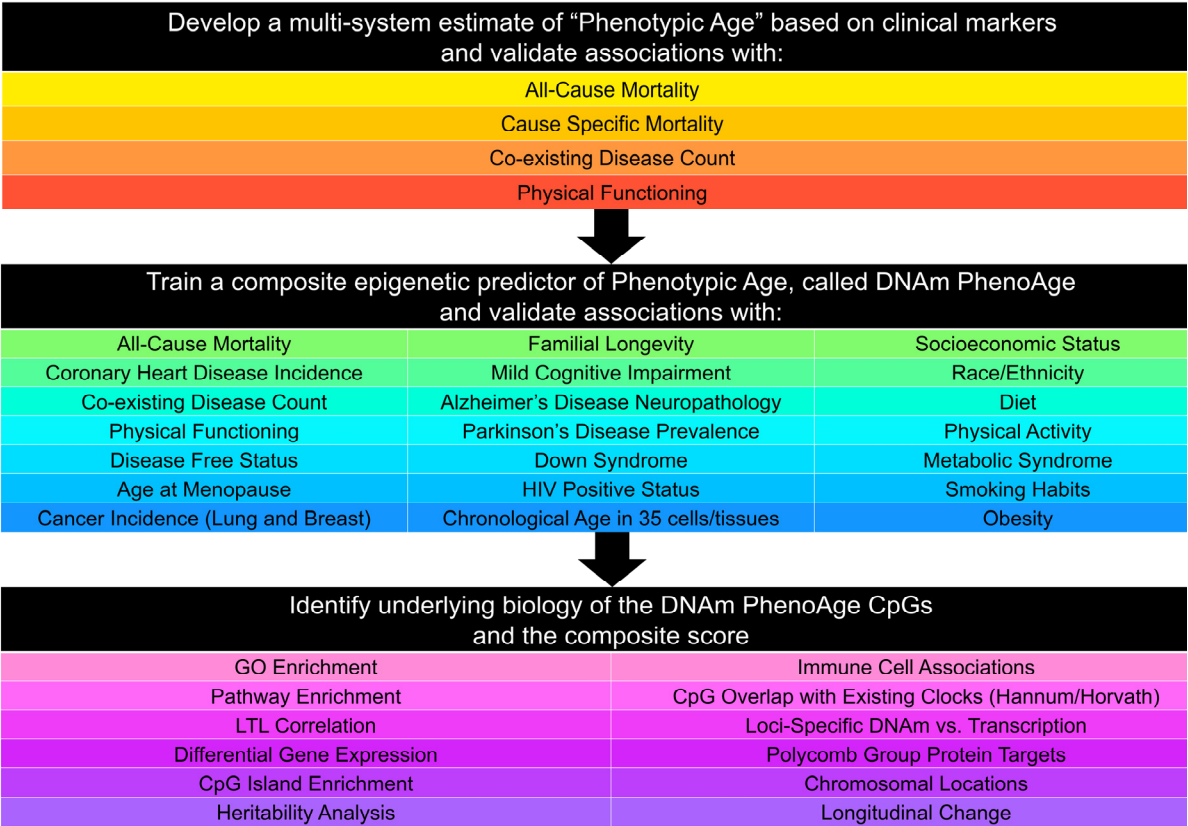 Develop a multi-system estimate of “Phenotypic Age” based on clinical markers
and validate associations with:
All-Cause Mortality
Cause Specific Mortality
Co-existing Disease Count
Physical Functioning
Train a composite epigenetic predictor of Phenotypic Age, called DNAm PhenoAge
and validate associations with:
All-Cause Mortality Familial Longevity Socioeconomic Status
Coronary Heart Disease Incidence Mild Cognitive Impairment Race/Ethnicity
Co-existing Disease Count Alzheimer’s Disease Neuropathology Diet
Physical Functioning Parkinson’s Disease Prevalence Physical Activity
Disease Free Status Down Syndrome Metabolic Syndrome
Age at Menopause HIV Positive Status Smoking Habits
Cancer Incidence (Lung and Breast) Chronological Age in 35 cells/tissues Obesity
Identify underlying biology of the DNAm PhenoAge CpGs
and the composite score
GO Enrichment Immune Cell Associations
Pathway Enrichment CpG Overlap with Existing Clocks (Hannum/Horvath)
LTL Correlation Loci-Specific DNAm vs. Transcription
Differential Gene Expression Polycomb Group Protein Targets
CpG Island Enrichment Chromosomal Locations
Heritability Analysis Longitudinal Change